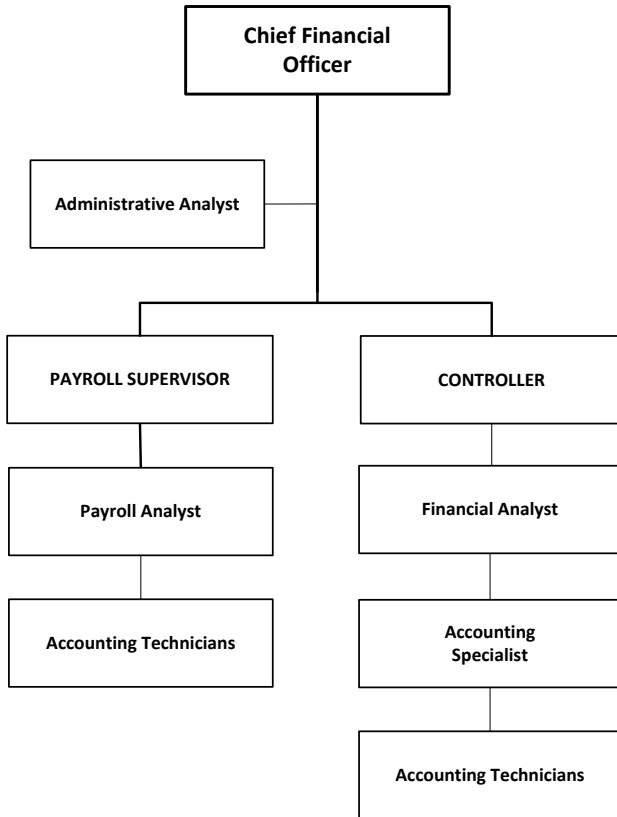 Chief Financial
Officer
Administrative Analyst
PAYROLL SUPERVISOR
CONTROLLER
Payroll Analyst
Financial Analyst
Accounting Technicians
Accounting
Specialist
Accounting Technicians